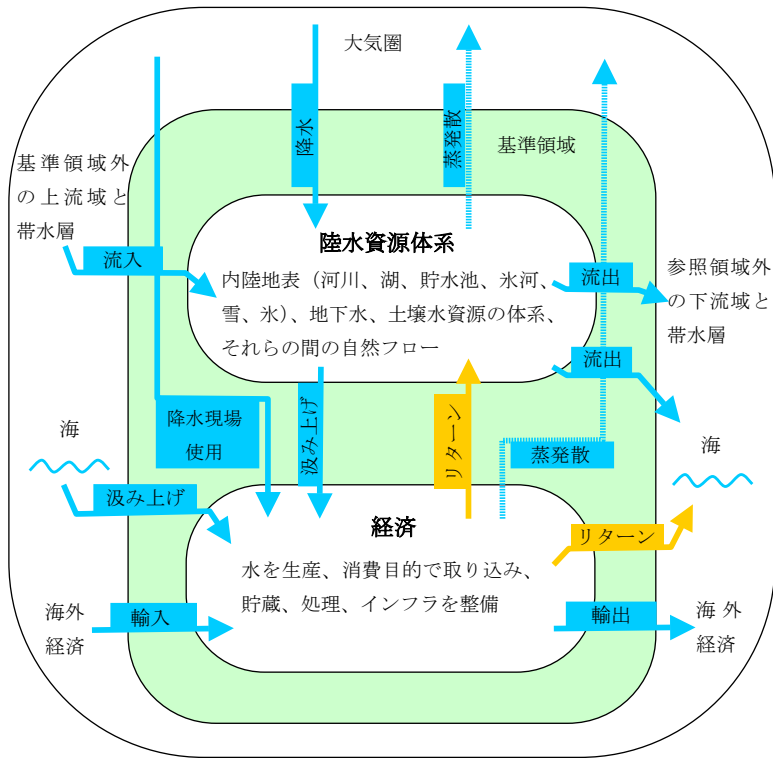 大気圏
降水
蒸発散
基準領域
基準領域外
の上流域と
帯水層
流入
陸水資源体系
内陸地表（河川、湖、貯水池、氷河、
雪、氷）、地下水、土壌水資源の体系、
それらの間の自然フロー
流出
参照領域外
の下流域と
帯水層
流出
降水現場
使用
汲み上げ
リターン
蒸発散
海
海
汲み上げ
経済
水を生産、消費目的で取り込み、
貯蔵、処理、インフラを整備
リターン
海外
経済
輸入
輸出
海 外
経済